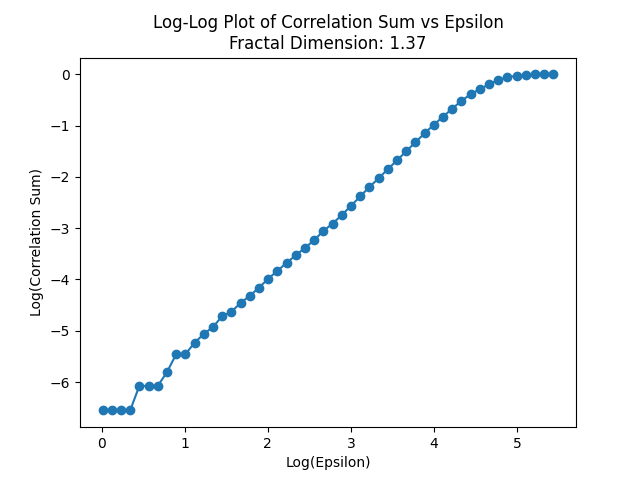 Log-Log Plot of Correlation Sum vs Epsilon
Fractal Dimension: 1.37
Log(Correlation Sum)
0
−1
−2
−3
−4
−5
−6
0 1 2 3 4 5
Log(Epsilon)